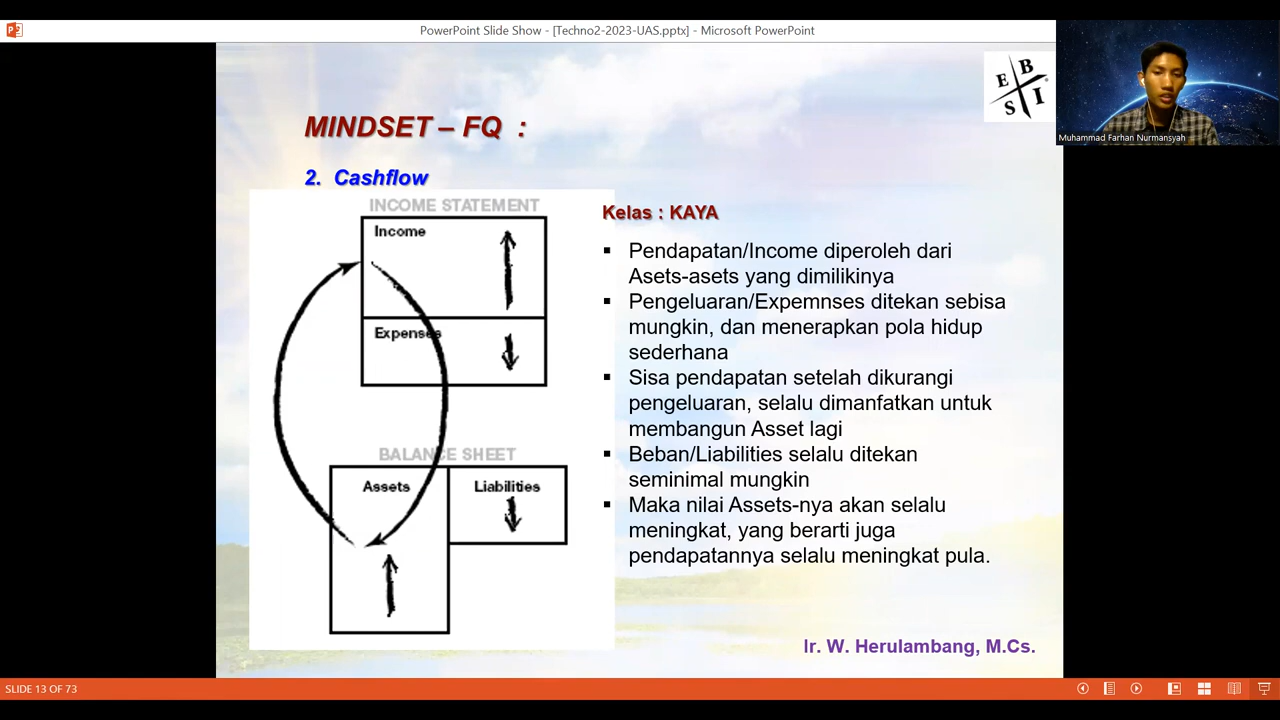 PowerPoint Slide Show - [Techno2-2023-UAS.pptx] - Microsoft PowerPoint
E B S I
Muhammad Farhan Nurmansyah
MINDSET – FQ :
2. Cashflow
INCOME STATEMENT
Income
Expenses
BALANCE SHEET
Assets
Liabilities
Kelas : KAYA
▪ Pendapatan/Income diperoleh dari
Asets-asets yang dimilikinya
▪ Pengeluaran/Expemnses ditekan sebisa
mungkin, dan menerapkan pola hidup
sederhana
▪ Sisa pendapatan setelah dikurangi
pengeluaran, selalu dimanfatkan untuk
membangun Asset lagi
▪ Beban/Liabilities selalu ditekan
seminimal mungkin
▪ Maka nilai Assets-nya akan selalu
meningkat, yang berarti juga
pendapatannya selalu meningkat pula.
Ir. W. Herulambang, M.Cs.
SLIDE 13 OF 73